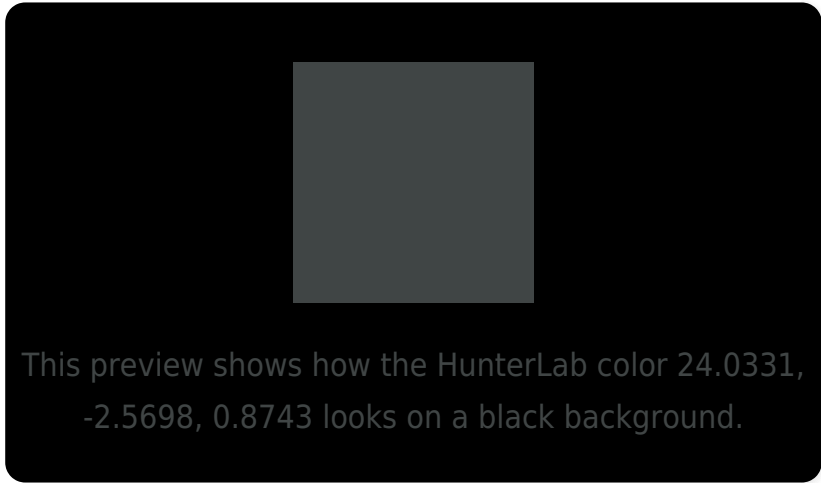 This preview shows how the HunterLab color 24.0331,
-2.5698, 0.8743 looks on a black background.